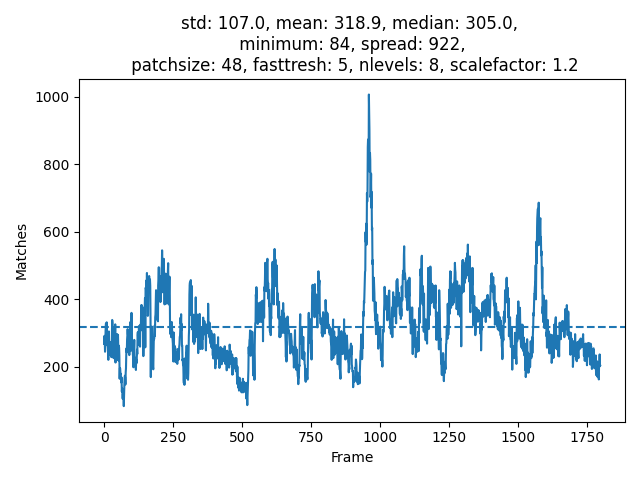 std: 107.0, mean: 318.9, median: 305.0,
minimum: 84, spread: 922,
patchsize: 48, fasttresh: 5, nlevels: 8, scalefactor: 1.2
1000
800
600
400
200
Matches
0 250 500 750 1000 1250 1500 1750
Frame